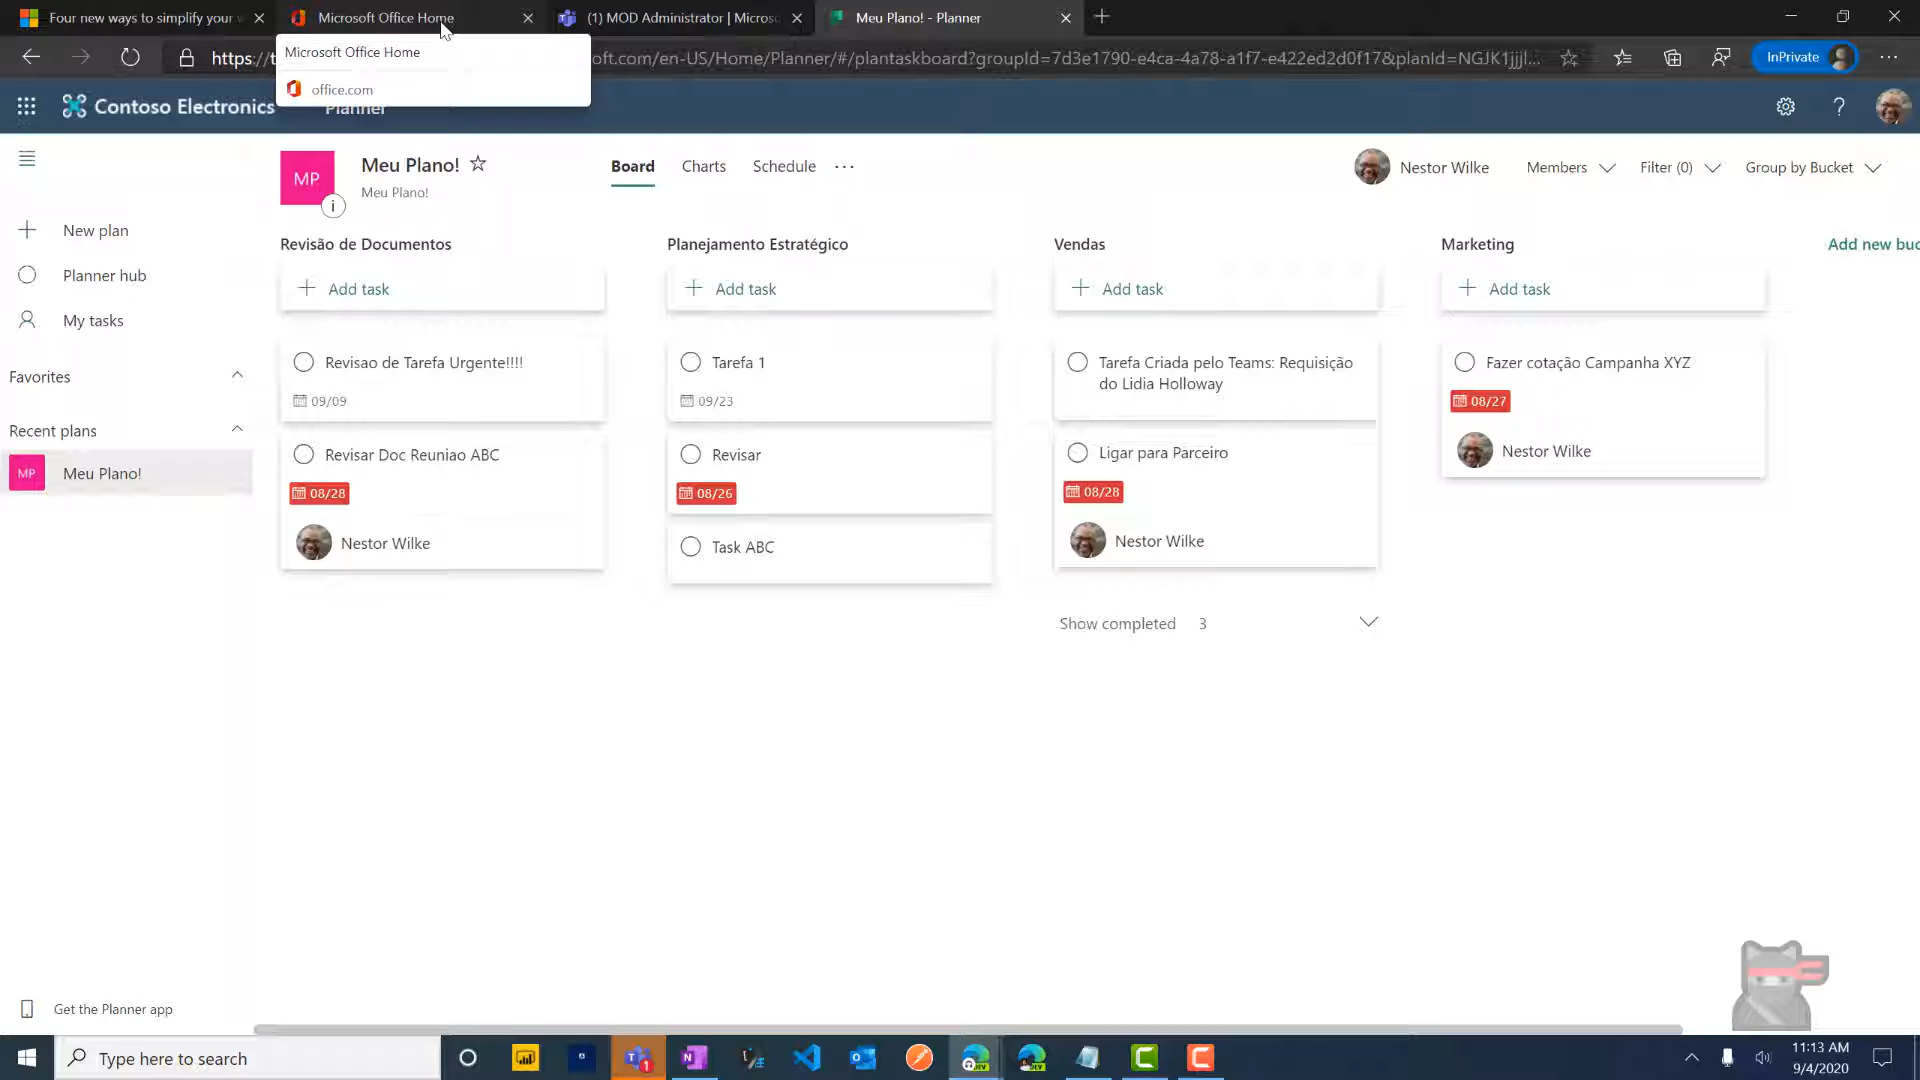 Four new ways to simplify your
Microsoft Office Home
(1) MOD Administrator | Micros
Meu Plano! - Planner
https://t
soft.com/en-US/Home/Planner/#/plantaskboard?groupId=7d3e1790-e4ca-4a78-a1f7-e422ed2d0f17&planId=NGJK1jjjl...
InPrivate
Microsoft Office Home
office.com
Contoso Electronics
Planner
MP
Meu Plano!
Meu Plano!
Board
Charts
Schedule
Nestor Wilke
Members
Filter (0)
Group by Bucket
New plan
Planner hub
My tasks
Favorites
Recent plans
MP
Meu Plano!
Get the Planner app
Revisão de Documentos
Add task
Revisao de Tarefa Urgente!!!!
09/09
Revisar Doc Reuniao ABC
08/28
Nestor Wilke
Planejamento Estratégico
Add task
Tarefa 1
09/23
Revisar
08/26
Task ABC
Vendas
Add task
Tarefa Criada pelo Teams: Requisição
do Lidia Holloway
Ligar para Parceiro
08/28
Nestor Wilke
Show completed 3
Marketing
Add task
Fazer cotação Campanha XYZ
08/27
Nestor Wilke
Add new buc
Type here to search
11:13 AM
9/4/2020